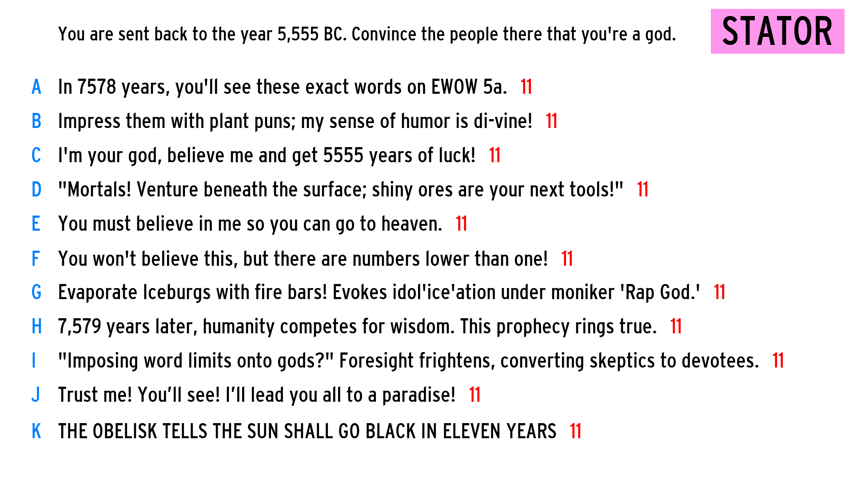 You are sent back to the year 5,555 BC. Convince the people there that you're a god.
STATOR
A In 7578 years, you'll see these exact words on EWOW 5a. 11
B Impress them with plant puns; my sense of humor is di-vine! 11
C I'm your god, believe me and get 5555 years of luck! 11
D "Mortals! Venture beneath the surface; shiny ores are your next tools!" 11
E You must believe in me so you can go to heaven. 11
F You won't believe this, but there are numbers lower than one! 11
G Evaporate Iceburgs with fire bars! Evokes idol'ice'ation under moniker 'Rap God.' 11
H 7,579 years later, humanity competes for wisdom. This prophecy rings true. 11
I "Imposing word limits onto gods?" Foresight frightens, converting skeptics to devotees. 11
J Trust me! You’ll see! I’ll lead you all to a paradise! 11
K THE OBELISK TELLS THE SUN SHALL GO BLACK IN ELEVEN YEARS 11